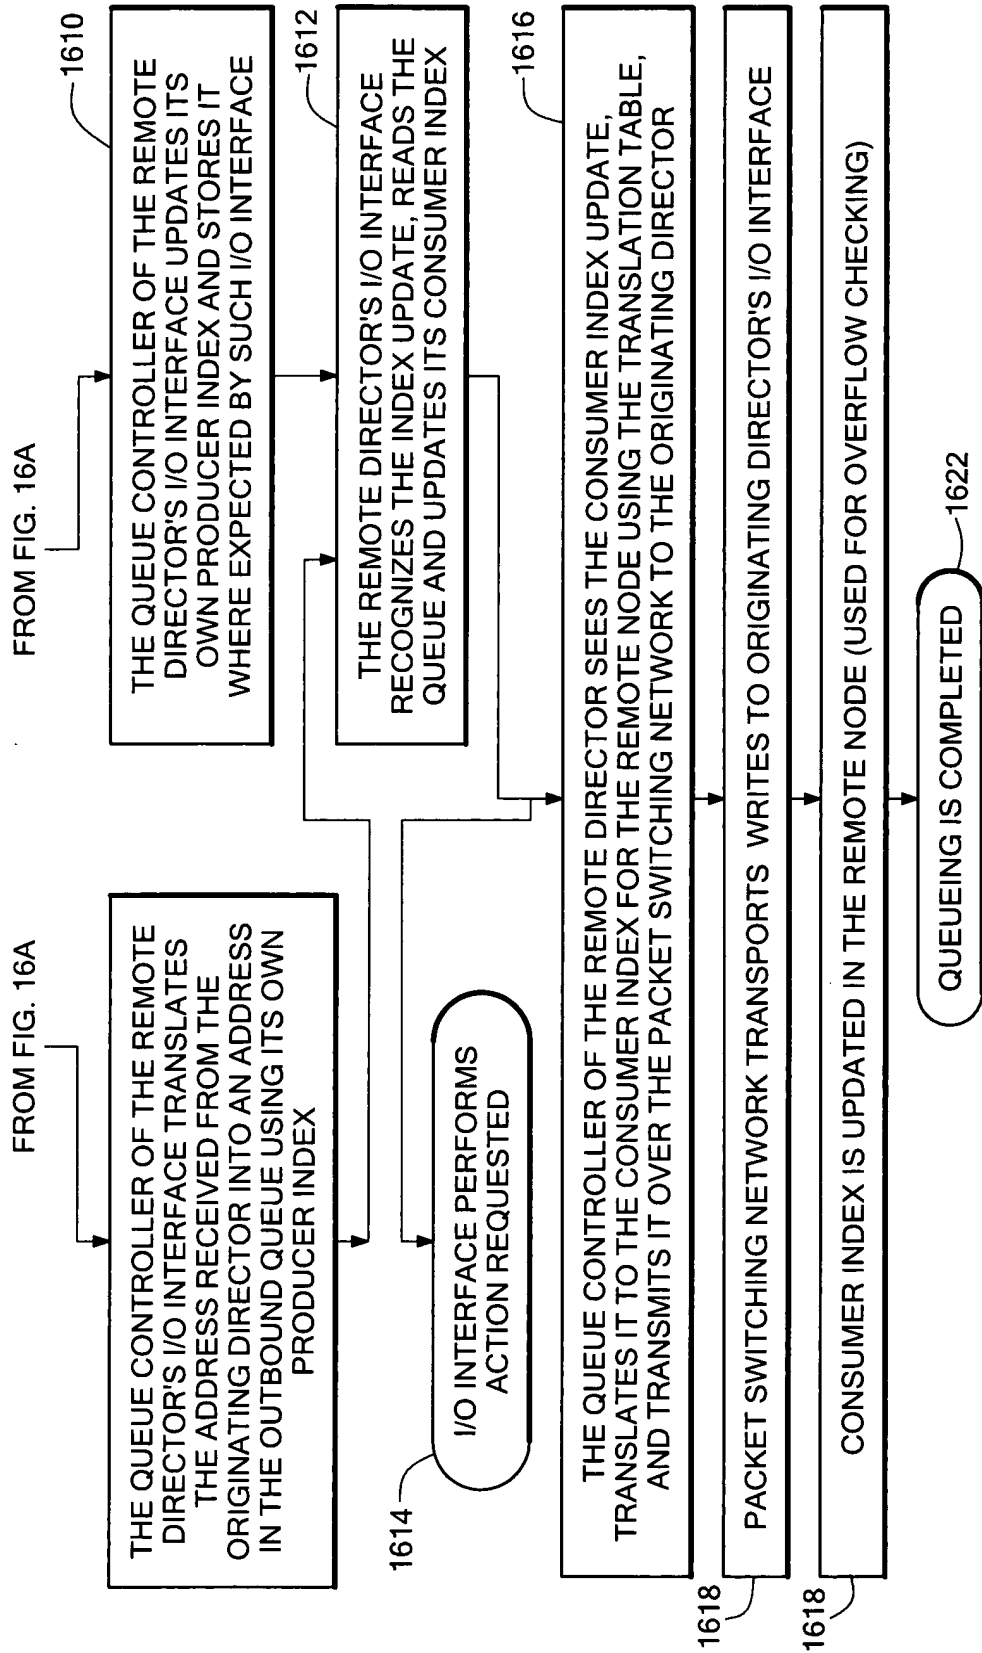 FROM FIG. 16A
THE QUEUE CONTROLLER OF THE REMOTE
DIRECTOR'S I/O INTERFACE TRANSLATES
THE ADDRESS RECEIVED FROM THE
ORIGINATING DIRECTOR INTO AN ADDRESS
IN THE OUTBOUND QUEUE USING ITS OWN
PRODUCER INDEX
FROM FIG. 16A
1610
THE QUEUE CONTROLLER OF THE REMOTE
DIRECTOR'S I/O INTERFACE UPDATES ITS
OWN PRODUCER INDEX AND STORES IT
WHERE EXPECTED BY SUCH I/O INTERFACE
1612
THE REMOTE DIRECTOR'S I/O INTERFACE
RECOGNIZES THE INDEX UPDATE, READS THE
QUEUE AND UPDATES ITS CONSUMER INDEX
1614
I/O INTERFACE PERFORMS
ACTION REQUESTED
1616
THE QUEUE CONTROLLER OF THE REMOTE DIRECTOR SEES THE CONSUMER INDEX UPDATE,
TRANSLATES IT TO THE CONSUMER INDEX FOR THE REMOTE NODE USING THE TRANSLATION TABLE,
AND TRANSMITS IT OVER THE PACKET SWITCHING NETWORK TO THE ORIGINATING DIRECTOR
1618
PACKET SWITCHING NETWORK TRANSPORTS WRITES TO ORIGINATING DIRECTOR'S I/O INTERFACE
1618
CONSUMER INDEX IS UPDATED IN THE REMOTE NODE (USED FOR OVERFLOW CHECKING)
QUEUEING IS COMPLETED
1622